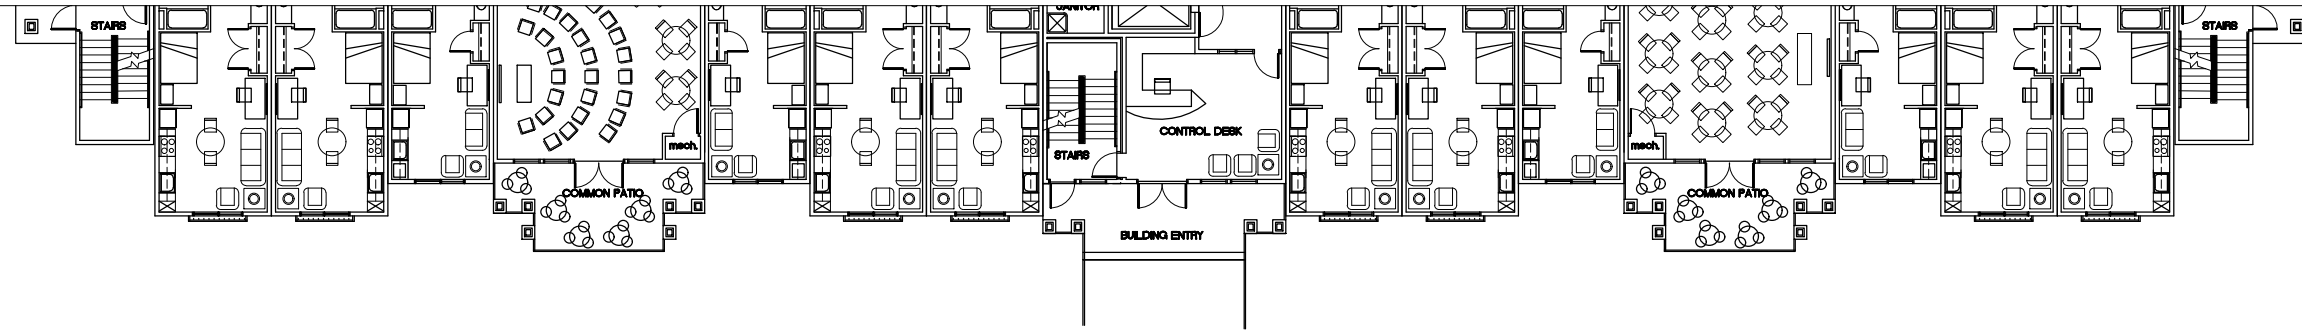 JANITOR
STAIRS
STAIRS
CONTROL DESK
mech.
mech.
STAIRS
COMMON PATIO
COMMON PATIO
BUILDING ENTRY